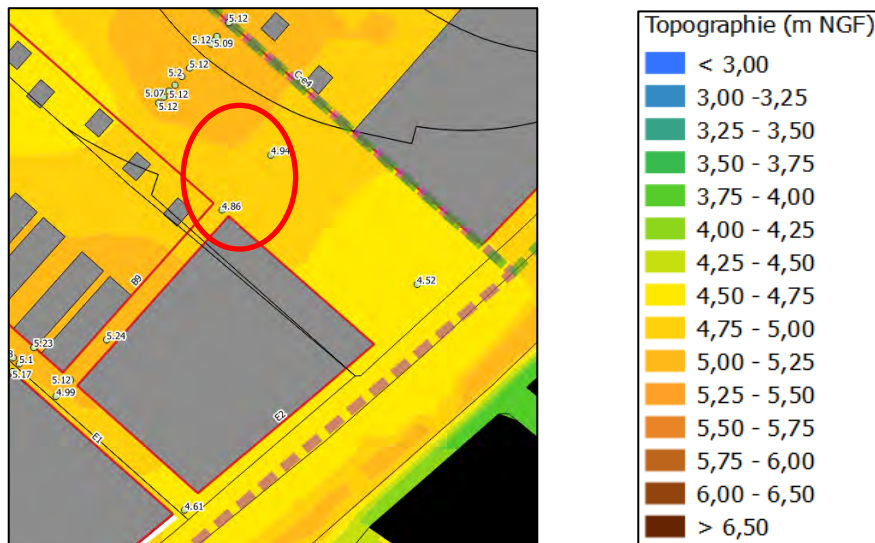 5.12
5.12
5.09
5.12
5.2
5.07
5.12
5.12
C-e4
4.94
4.86
4.52
B9
5.24
5.23
5.1
5.17
5.12
4.99
E1
E2
4.61
Topographie (m NGF)
< 3,00
3,00 -3,25
3,25 - 3,50
3,50 - 3,75
3,75 - 4,00
4,00 - 4,25
4,25 - 4,50
4,50 - 4,75
4,75 - 5,00
5,00 - 5,25
5,25 - 5,50
5,50 - 5,75
5,75 - 6,00
6,00 - 6,50
> 6,50